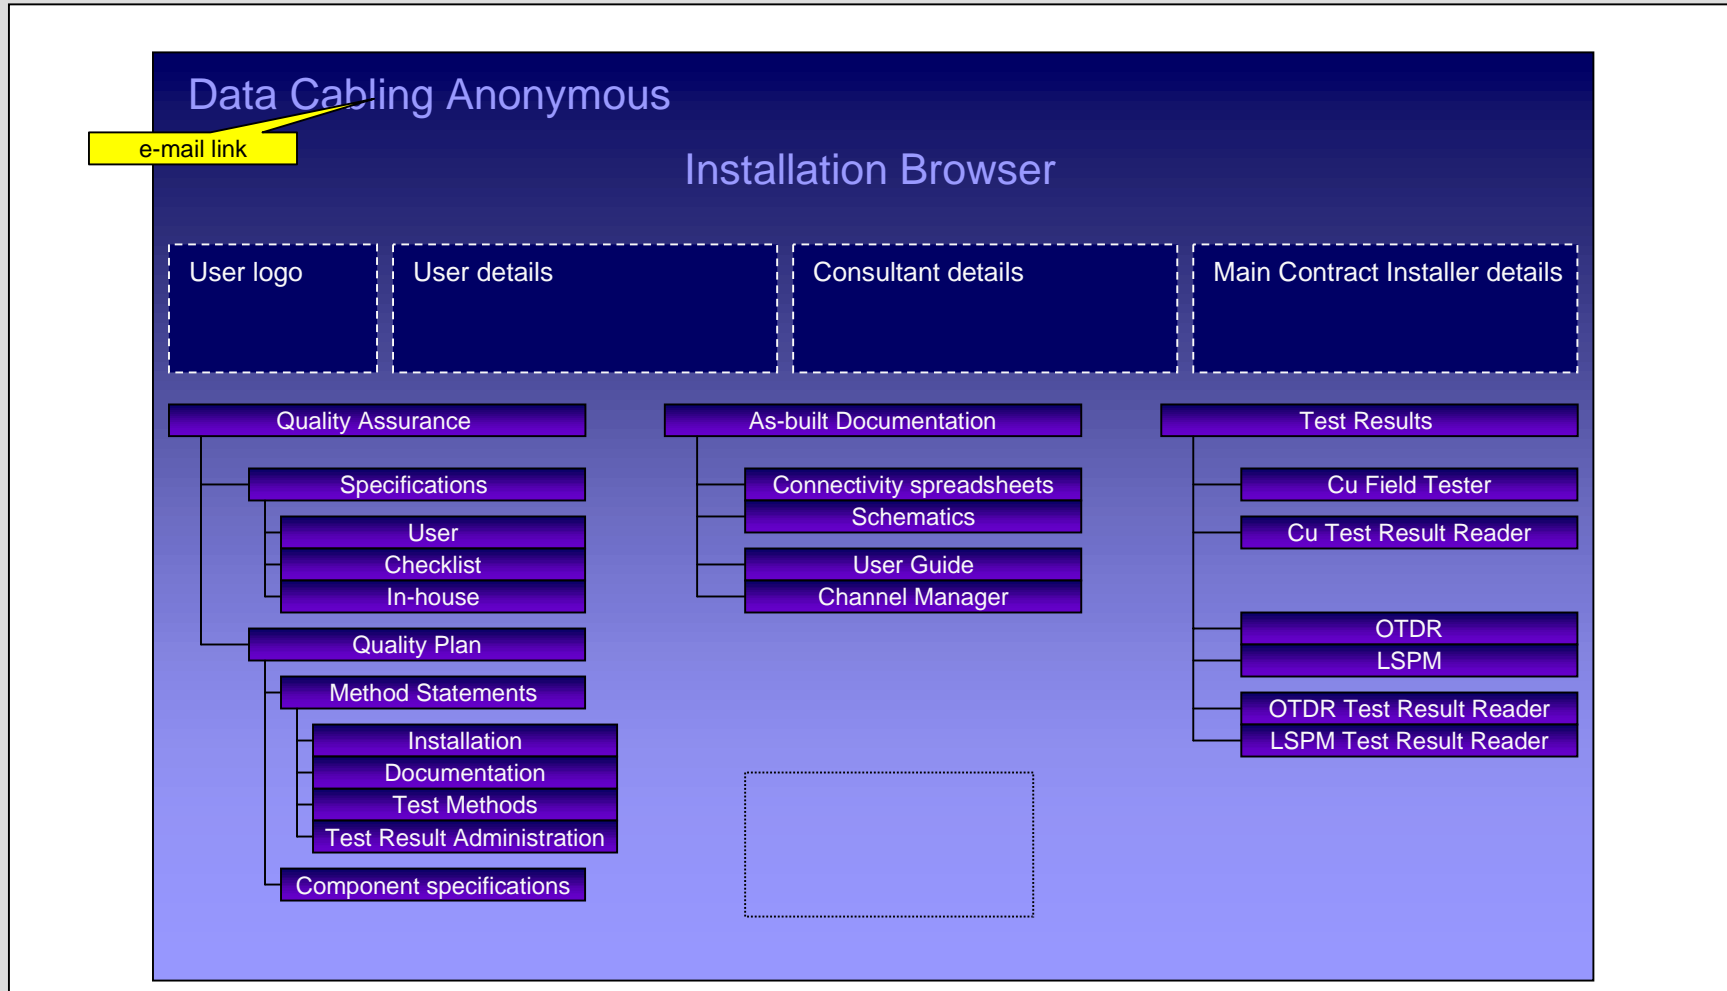 Data Cabling Anonymous
e-mail link
Installation Browser
User logo
User details
Consultant details
Main Contract Installer details
Quality Assurance
Specifications
User
Checklist
In-house
Quality Plan
Method Statements
Installation
Documentation
Test Methods
Test Result Administration
Component specifications
As-built Documentation
Connectivity spreadsheets
Schematics
User Guide
Channel Manager
Test Results
Cu Field Tester
Cu Test Result Reader
OTDR
LSPM
OTDR Test Result Reader
LSPM Test Result Reader